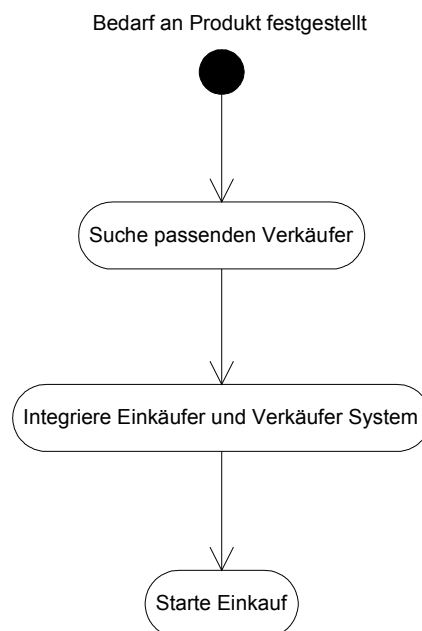 Bedarf an Produkt festgestellt
Suche passenden Verkäufer
Integriere Einkäufer und Verkäufer System
Starte Einkauf